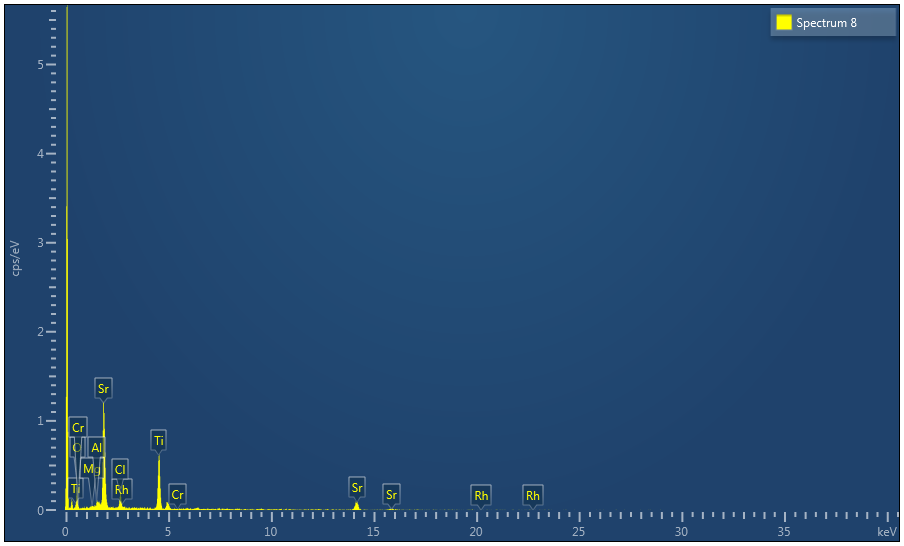 Spectrum 8
cps/eV
5
4
3
2
1
0
Sr
Cr
O
Al
Mg
Ti
Cl
Rh
Ti
Cr
Sr
Sr
Rh
Rh
0 5 10 15 20 25 30 35 keV